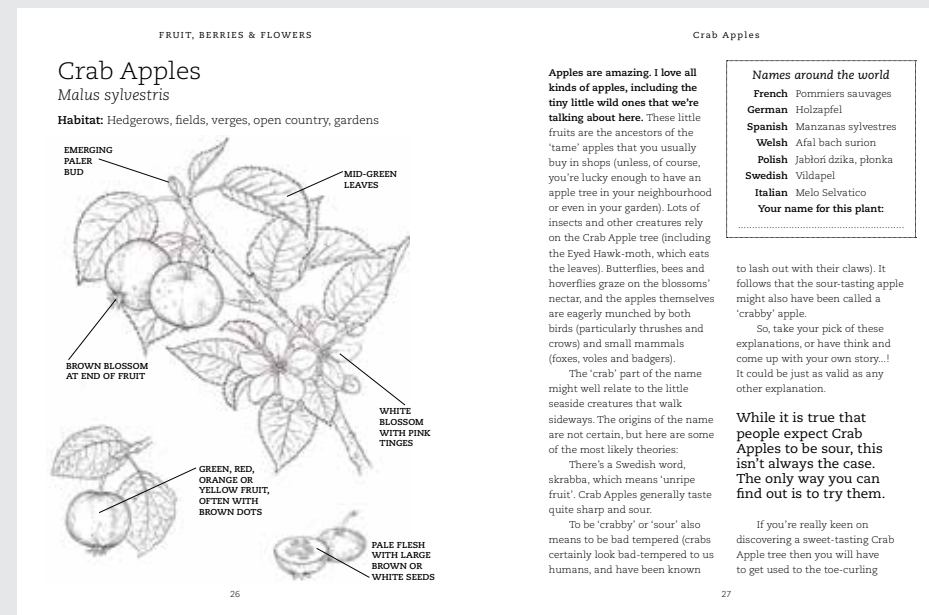 FRUIT, BERRIES & FLOWERS
Crab Apples
Malus sylvestris
Habitat: Hedgerows, fields, verges, open country, gardens
EMERGING
PALER
BUD
MID-GREEN
LEAVES
BROWN BLOSSOM
AT END OF FRUIT
WHITE
BLOSSOM
WITH PINK
TINGES
GREEN, RED,
ORANGE OR
YELLOW FRUIT,
OFTEN WITH
BROWN DOTS
PALE FLESH
WITH LARGE
BROWN OR
WHITE SEEDS
26
Crab Apples
Apples are amazing. I love all
kinds of apples, including the
tiny little wild ones that we're
talking about here. These little
fruits are the ancestors of the
'tame' apples that you usually
buy in shops (unless, of course,
you're lucky enough to have an
apple tree in your neighbourhood
or even in your garden). Lots of
insects and other creatures rely
on the Crab Apple tree (including
the Eyed Hawk-moth, which eats
the leaves). Butterflies, bees and
hoverflies graze on the blossoms'
nectar, and the apples themselves
are eagerly munched by both
birds (particularly thrushes and
crows) and small mammals
(foxes, voles and badgers).
The 'crab' part of the name
might well relate to the little
seaside creatures that walk
sideways. The origins of the name
are not certain, but here are some
of the most likely theories:
There's a Swedish word,
skrabba, which means 'unripe
fruit'. Crab Apples generally taste
quite sharp and sour.
To be 'crabby' or 'sour' also
means to be bad tempered (crabs
certainly look bad-tempered to us
humans, and have been known
Names around the world
French Pommiers sauvages
German Holzapfel
Spanish Manzanas sylvestres
Welsh Afal bach surion
Polish Jabłoń dzika, płonka
Swedish Vildapel
Italian Melo Selvatico
Your name for this plant:
to lash out with their claws). It
follows that the sour-tasting apple
might also have been called a
'crabby' apple.
So, take your pick of these
explanations, or have think and
come up with your own story...!
It could be just as valid as any
other explanation.
While it is true that
people expect Crab
Apples to be sour, this
isn't always the case.
The only way you can
find out is to try them.
If you're really keen on
discovering a sweet-tasting Crab
Apple tree then you will have
to get used to the toe-curling
27